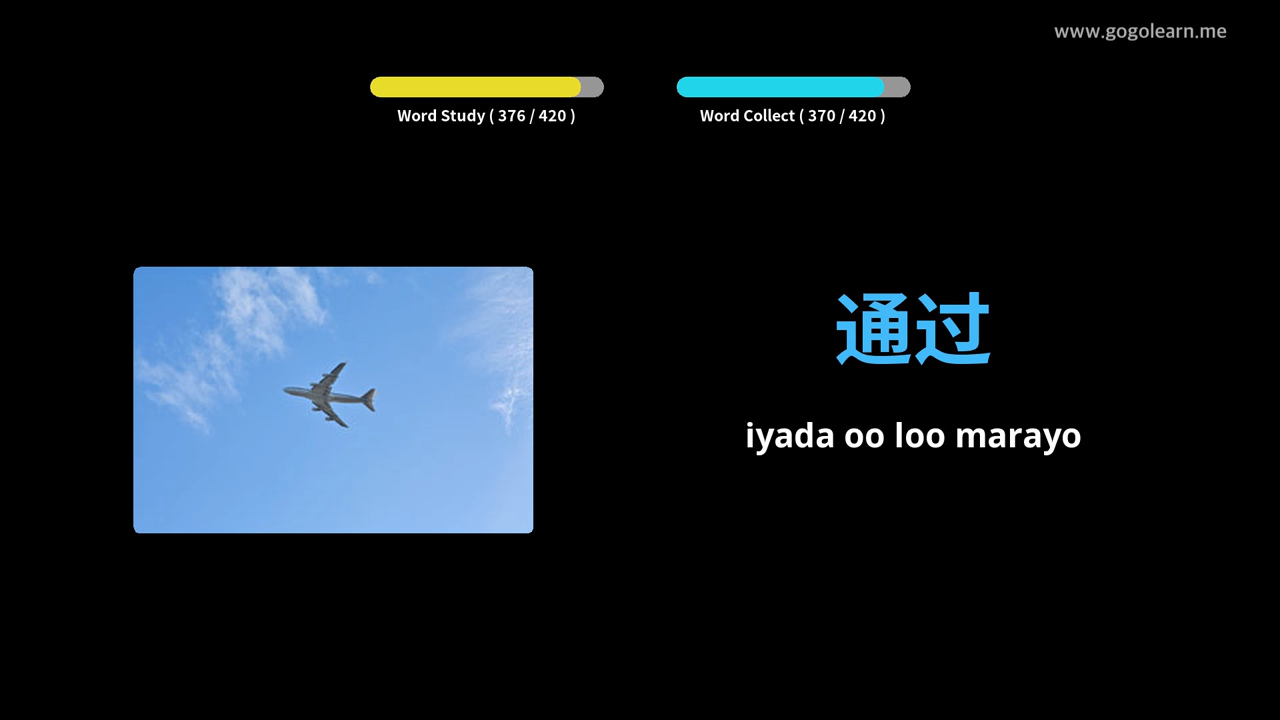 www.gogolearn.me
Word Study ( 376 / 420 )
Word Collect ( 370 / 420 )
通过
iyada oo loo marayo